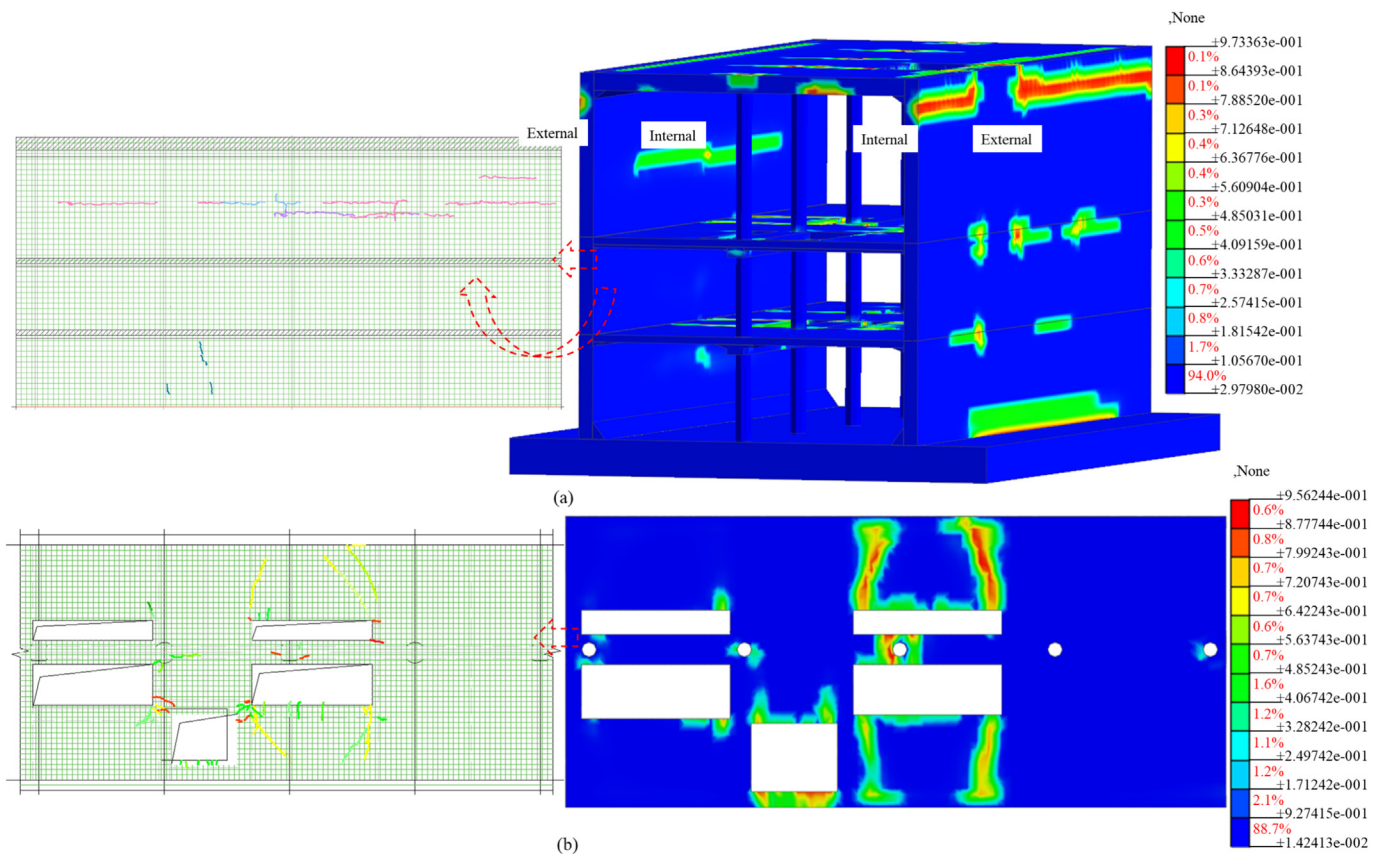 ,None
+9.73363e-001
0.1%
+8.64393e-001
0.1%
+7.88520e-001
0.3%
+7.12648e-001
0.4%
+6.36776e-001
0.4%
+5.60904e-001
0.3%
+4.85031e-001
0.5%
+4.09159e-001
0.6%
+3.33287e-001
0.7%
+2.57415e-001
0.8%
+1.81542e-001
1.7%
+1.05670e-001
94.0%
+2.97980e-002
External
Internal
Internal
External
(a)
,None
+9.56244e-001
0.6%
+8.77744e-001
0.8%
+7.99243e-001
0.7%
+7.20743e-001
0.7%
+6.42243e-001
0.6%
+5.63743e-001
0.7%
+4.85243e-001
1.6%
+4.06742e-001
1.2%
+3.28242e-001
1.1%
+2.49742e-001
1.2%
+1.71242e-001
2.1%
+9.27415e-001
88.7%
+1.42413e-002
(b)